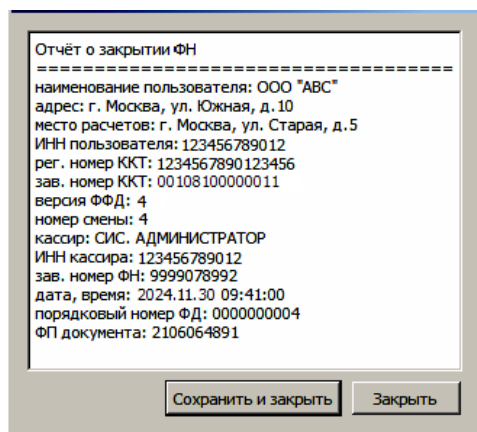 Отчёт о закрытии ФН
=====================================
наименование пользователя: ООО "АВС"
адрес: г. Москва, ул. Южная, д.10
место расчетов: г. Москва, ул. Старая, д.5
ИНН пользователя: 123456789012
рег. номер ККТ: 1234567890123456
зав. номер ККТ: 00108100000011
версия ФФД: 4
номер смены: 4
кассир: СИС. АДМИНИСТРАТОР
ИНН кассира: 123456789012
зав. номер ФН: 9999078992
дата, время: 2024.11.30 09:41:00
порядковый номер ФД: 0000000004
ФП документа: 2106064891
Сохранить и закрыть Закрыть